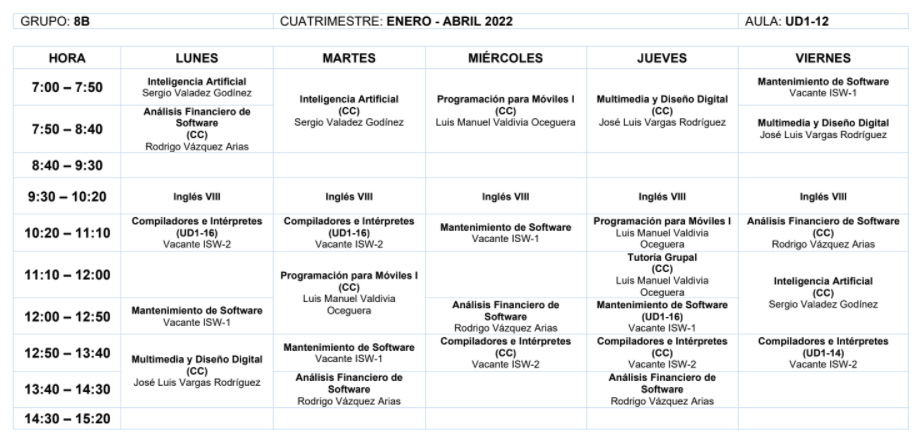 GRUPO: 8B CUATRIMESTRE: ENERO - ABRIL 2022 AULA: UD1-12
HORA LUNES MARTES MIÉRCOLES JUEVES VIERNES
7:00 – 7:50
Inteligencia Artificial
Sergio Valadez Godínez
Inteligencia Artificial
(CC)
Sergio Valadez Godínez
Programación para Móviles I
(CC)
Luis Manuel Valdivia Oceguera
Multimedia y Diseño Digital
(CC)
José Luis Vargas Rodríguez
Mantenimiento de Software
Vacante ISW-1
7:50 – 8:40
Análisis Financiero de
Software
(CC)
Rodrigo Vázquez Arias
Multimedia y Diseño Digital
José Luis Vargas Rodríguez
8:40 – 9:30
9:30 – 10:20
Inglés VIII Inglés VIII Inglés VIII Inglés VIII Inglés VIII
10:20 – 11:10
Compiladores e Intérpretes
(UD1-16)
Vacante ISW-2
Compiladores e Intérpretes
(UD1-16)
Vacante ISW-2
Mantenimiento de Software
Vacante ISW-1
Programación para Móviles I
Luis Manuel Valdivia
Oceguera
Análisis Financiero de Software
(CC)
Rodrigo Vázquez Arias
11:10 – 12:00
Programación para Móviles I
(CC)
Luis Manuel Valdivia
Oceguera
Tutoría Grupal
(CC)
Luis Manuel Valdivia
Oceguera
Inteligencia Artificial
(CC)
Sergio Valadez Godínez
12:00 – 12:50
Mantenimiento de Software
Vacante ISW-1
Análisis Financiero de
Software
Rodrigo Vázquez Arias
Mantenimiento de Software
(UD1-16)
Vacante ISW-1
12:50 – 13:40
Multimedia y Diseño Digital
(CC)
José Luis Vargas Rodríguez
Mantenimiento de Software
Vacante ISW-1
Compiladores e Intérpretes
(CC)
Vacante ISW-2
Compiladores e Intérpretes
(CC)
Vacante ISW-2
Compiladores e Intérpretes
(UD1-14)
Vacante ISW-2
13:40 – 14:30
Análisis Financiero de
Software
Rodrigo Vázquez Arias
Análisis Financiero de
Software
Rodrigo Vázquez Arias
14:30 – 15:20